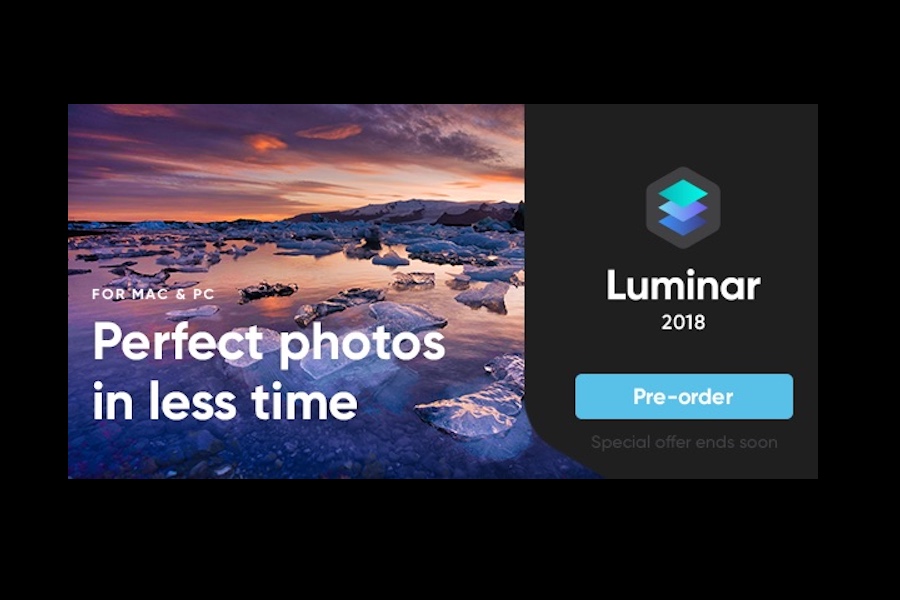 FOR MAC & PC
Perfect photos
in less time
Luminar
2018
Pre-order
Special offer ends soon